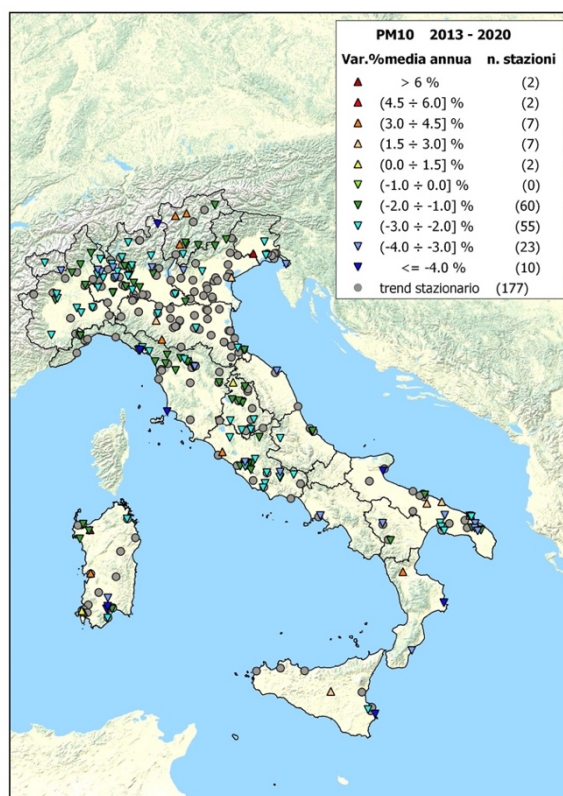 PM10 2013 - 2020
Var.%media annua n. stazioni
> 6 % (2)
(4.5 ÷ 6.0] % (2)
(3.0 ÷ 4.5] % (7)
(1.5 ÷ 3.0] % (7)
(0.0 ÷ 1.5] % (2)
(-1.0 ÷ 0.0] % (0)
(-2.0 ÷ -1.0] % (60)
(-3.0 ÷ -2.0] % (55)
(-4.0 ÷ -3.0] % (23)
<= -4.0 % (10)
trend stazionario (177)